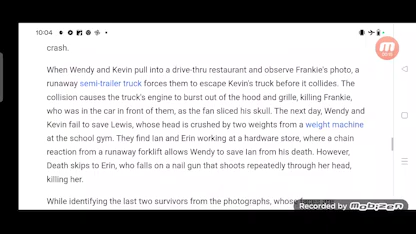 10:04
crash.
When Wendy and Kevin pull into a drive-thru restaurant and observe Frankie's photo, a
runaway semi-trailer truck forces them to escape Kevin's truck before it collides. The
collision causes the truck's engine to burst out of the hood and grille, killing Frankie,
who was in the car in front of them, as the fan sliced his skull. The next day, Wendy and
Kevin fail to save Lewis, whose head is crushed by two weights from a weight machine
at the school gym. They find Ian and Erin working at a hardware store, where a chain
reaction from a runaway forklift allows Wendy to save Ian from his death. However,
Death skips to Erin, who falls on a nail gun that shoots repeatedly through her head,
killing her.
While identifying the last two survivors from the photographs, whose faces are
Recorded by MOBIZEN